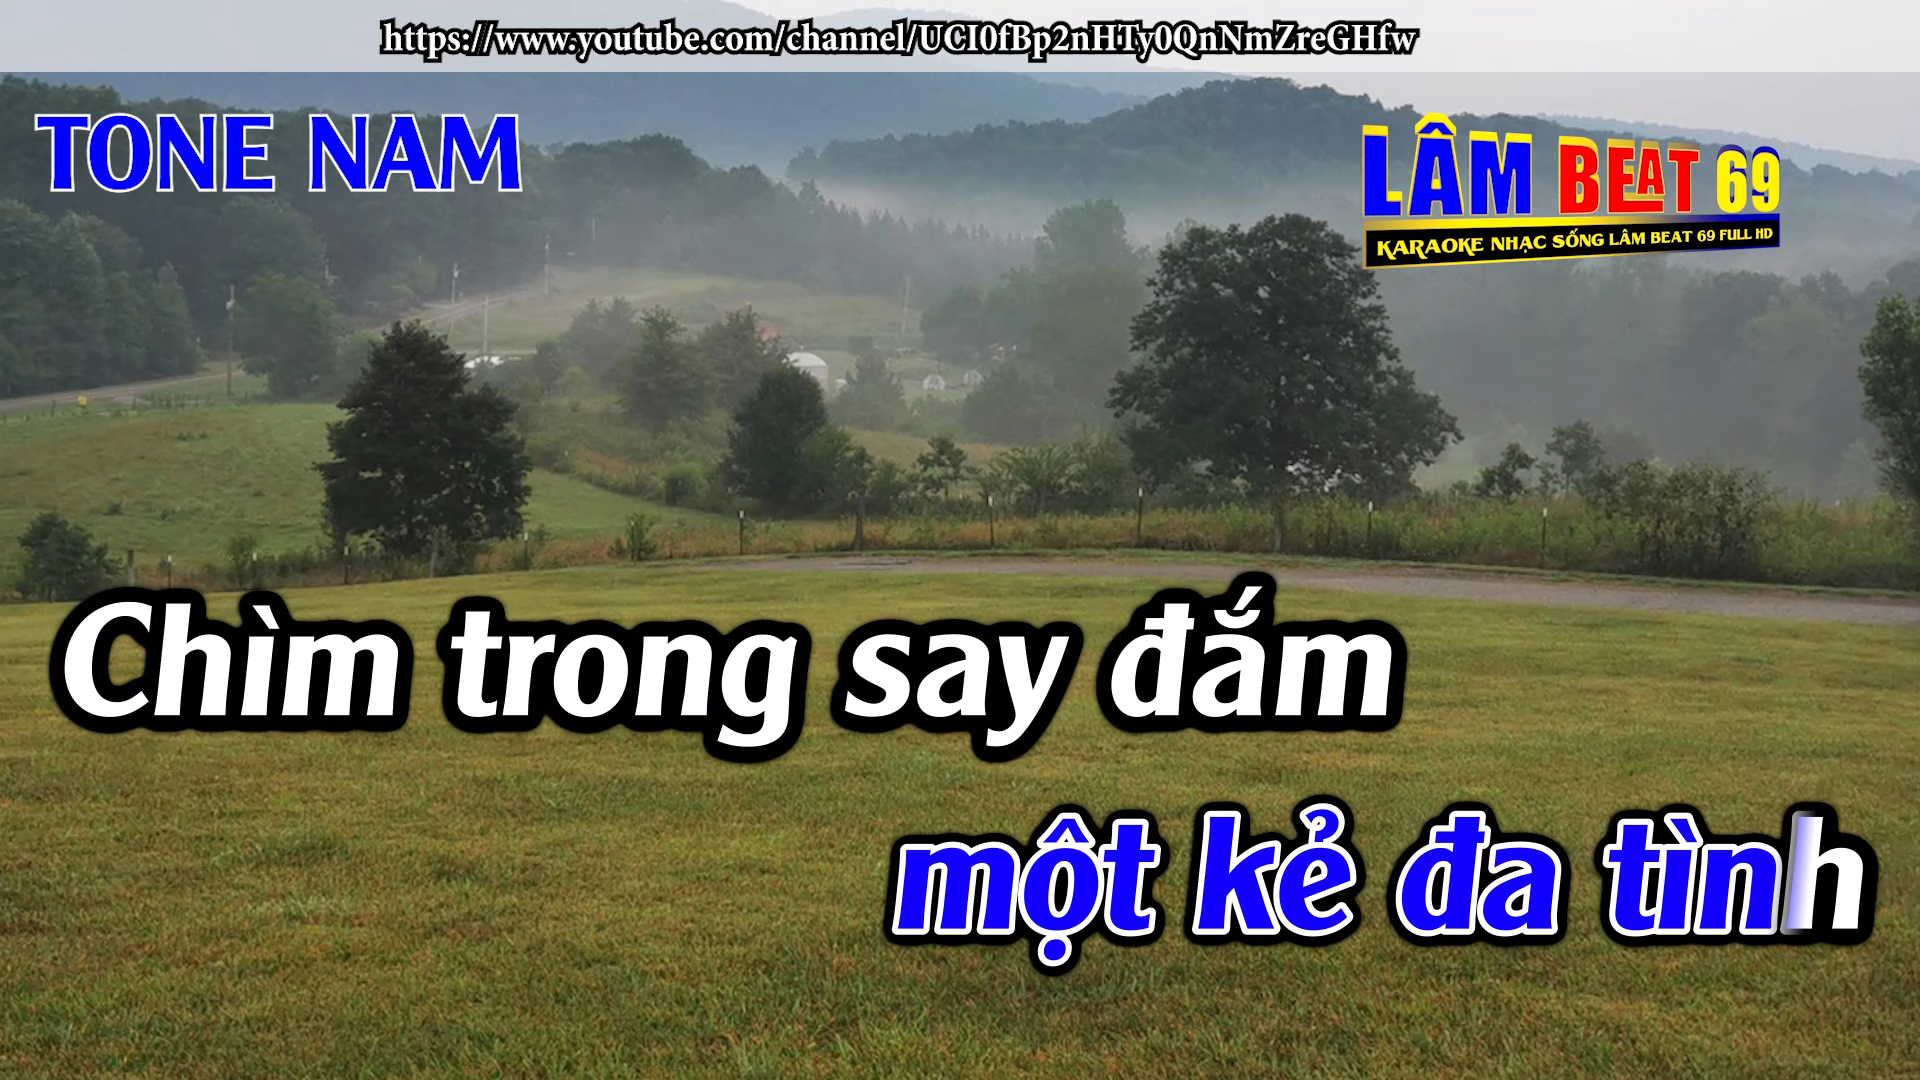 https://www.youtube.com/channel/UCI0fBp2nHTy0QnNmZreGHfw
TONE NAM
LÂM BEAT 69
KARAOKE NHẠC SỐNG LÂM BEAT 69 FULL HD
Chìm trong say đắm
một kẻ đa tình